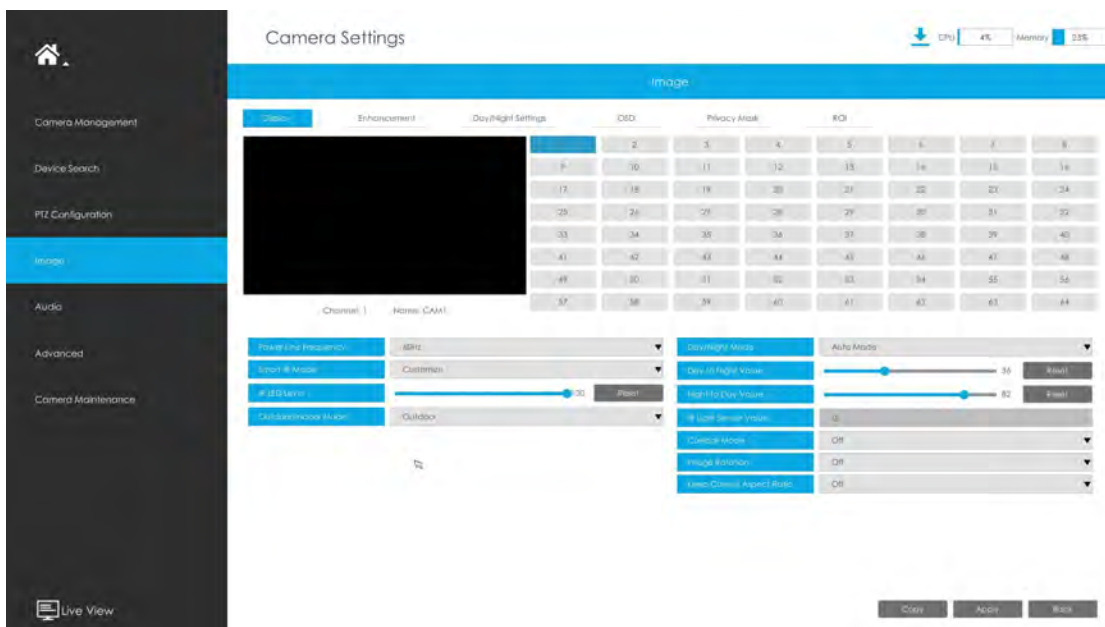 Camera Settings
CPU 4% Memory 23%
Image
Camera Management
Device Search
PTZ Configuration
Image
Audio
Advanced
Camera Maintenance
Live View
Display Enhancement Day/Night Settings OSD Privacy Mask ROI
2 3 4 5 6 7 8
9 10 11 12 13 14 15 16
17 18 19 20 21 22 23 24
25 26 27 28 29 30 31 32
33 34 35 36 37 38 39 40
41 42 43 44 45 46 47 48
49 50 51 52 53 54 55 56
57 58 59 60 61 62 63 64
Channel: 1 Name: CAM1
Power Line Frequency 60Hz
Smart IR Mode Customize
Reset
Outdoor/Indoor Mode Outdoor
Day/Night Mode Auto Mode
Day to Night Value 36 Reset
Night to Day Value 82 Reset
IR Light Sensor Value
Corridor Mode Off
Image Rotation Off
Keep Corridor Aspect Ratio Off
Copy Apply Back